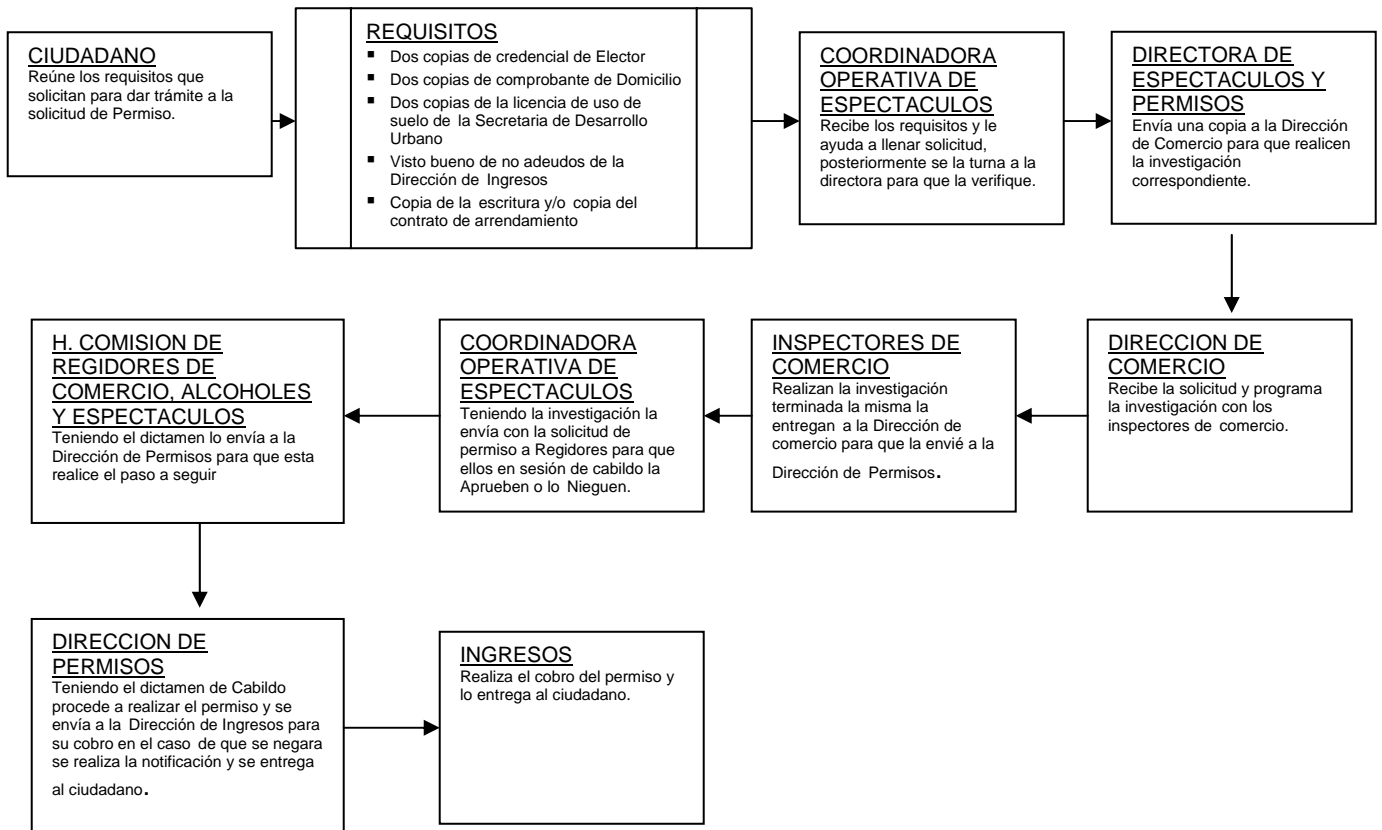 CIUDADANO
Reúne los requisitos que
solicitan para dar trámite a la
solicitud de Permiso.
REQUISITOS
▪ Dos copias de credencial de Elector
▪ Dos copias de comprobante de Domicilio
▪ Dos copias de la licencia de uso de
suelo de la Secretaria de Desarrollo
Urbano
▪ Visto bueno de no adeudos de la
Dirección de Ingresos
▪ Copia de la escritura y/o copia del
contrato de arrendamiento
COORDINADORA
OPERATIVA DE
ESPECTACULOS
Recibe los requisitos y le
ayuda a llenar solicitud,
posteriormente se la turna a la
directora para que la verifique.
DIRECTORA DE
ESPECTACULOS Y
PERMISOS
Envía una copia a la Dirección
de Comercio para que realicen
la investigación
correspondiente.
H. COMISION DE
REGIDORES DE
COMERCIO, ALCOHOLES
Y ESPECTACULOS
Teniendo el dictamen lo envía a la
Dirección de Permisos para que esta
realice el paso a seguir
COORDINADORA
OPERATIVA DE
ESPECTACULOS
Teniendo la investigación la
envía con la solicitud de
permiso a Regidores para que
ellos en sesión de cabildo la
Aprueben o lo Nieguen.
INSPECTORES DE
COMERCIO
Realizan la investigación
terminada la misma la
entregan a la Dirección de
comercio para que la envié a la
Dirección de Permisos.
DIRECCION DE
COMERCIO
Recibe la solicitud y programa
la investigación con los
inspectores de comercio.
DIRECCION DE
PERMISOS
Teniendo el dictamen de Cabildo
procede a realizar el permiso y se
envía a la Dirección de Ingresos para
su cobro en el caso de que se negara
se realiza la notificación y se entrega
al ciudadano.
INGRESOS
Realiza el cobro del permiso y
lo entrega al ciudadano.